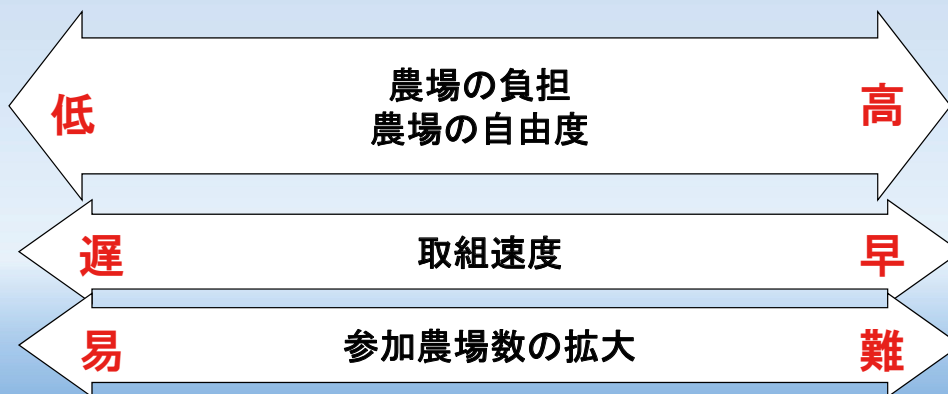 農場の負担
低 高
農場の自由度
遅 取組速度 早
易 参加農場数の拡大 難